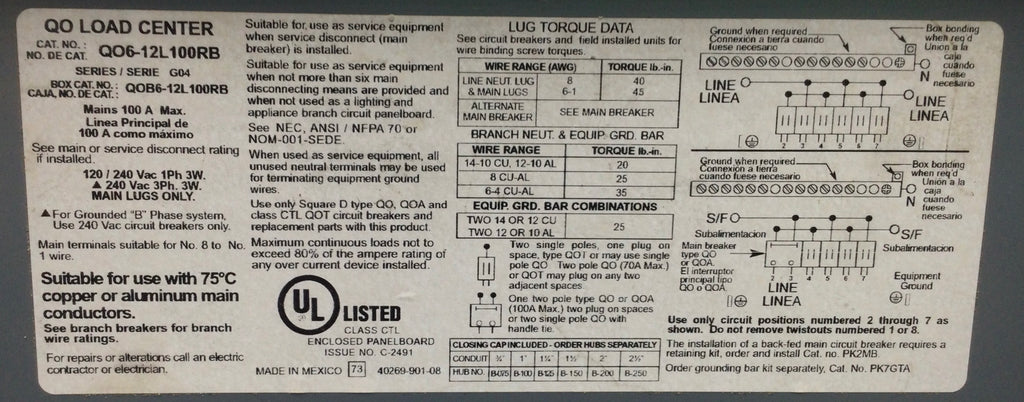 QO LOAD CENTER
CAT. NO.:
NO. DE CAT. QO6-12L100RB
SERIES / SERIE G04
BOX CAT. NO.:
CAJA, NO. DE CAT.: QOB6-12L100RB
Mains 100 A Max.
Linea Principal de
100 A como máximo
See main or service disconnect rating
if installed.
120 / 240 Vac 1Ph 3W.
▲ 240 Vac 3Ph. 3W.
MAIN LUGS ONLY.
▲For Grounded "B" Phase system,
Use 240 Vac circuit breakers only.
Main terminals suitable for No. 8 to No.
1 wire.
Suitable for use with 75°C
copper or aluminum main
conductors.
See branch breakers for branch
wire ratings.
For repairs or alterations call an electric
contractor or electrician.
Suitable for use as service equipment
when service disconnect (main
breaker) is installed.
Suitable for use as service equipment
when not more than six main
disconnecting means are provided and
when not used as a lighting and
appliance branch circuit panelboard.
See NEC, ANSI / NFPA 70 or
NOM-001-SEDE.
When used as service equipment, all
unused neutral terminals may be used
for terminating equipment ground
wires.
Use only Square D type QO, QOA and
class CTL QOT circuit breakers and
replacement parts with this product.
Maximum continuous loads not to
exceed 80% of the ampere rating of
any over current device installed.
UL LISTED
CLASS CTL
ENCLOSED PANELBOARD
ISSUE NO. C-2491
MADE IN MEXICO 73 40269-901-08
LUG TORQUE DATA
See circuit breakers and field installed units for
wire binding screw torques.
WIRE RANGE (AWG) TORQUE lb.-in.
LINE NEUT. LUG 8 40
& MAIN LUGS 6-1 45
ALTERNATE
MAIN BREAKER SEE MAIN BREAKER
BRANCH NEUT. & EQUIP. GRD. BAR
WIRE RANGE TORQUE lb.-in.
14-10 CU, 12-10 AL 20
8 CU-AL 25
6-4 CU-AL 35
EQUIP. GRD. BAR COMBINATIONS
TWO 14 OR 12 CU
TWO 12 OR 10 AL 25
Two single poles, one plug on
space, type QOT or may use single
pole QO Two pole (70A Max.)
or QOT may plug on any two
adjacent spaces.
One two pole type QO or QOA
(100A Max.) two plug on spaces
or two single pole QO with
handle tie.
CLOSING CAP INCLUDED - ORDER HUBS SEPARATELY
CONDUIT ¾" 1" 1¼" 1½" 2" 2½"
HUB NO. B-075 B-100 B-125 B-150 B-200 B-250
Ground when required
Connexión a tierra cuando
fuese necesario
Box bonding
when req'd
Unión a la
caja
cuando
fuese
necesario
N
LINE
LINEA
LINE
LINEA
2 3 4 5 6 7
Ground when required
Connexión a tierra
cuando fuese necesario
Box bonding
when req'd
Unión a la
caja
cuando
fuese
necesario
N
S/F
Subalimentacion
S/F
Subalimentacion
Main breaker
type QO
or QOA.
El interruptor
principal tipo
QO o QOA.
2 3 4 5 6 7
LINE
LINEA
Equipment
Ground
Use only circuit positions numbered 2 through 7 as
shown. Do not remove twistouts numbered 1 or 8.
The installation of a back-fed main circuit breaker requires a
retaining kit, order and install Cat. no. PK2MB.
Order grounding bar kit separately, Cat. No. PK7GTA